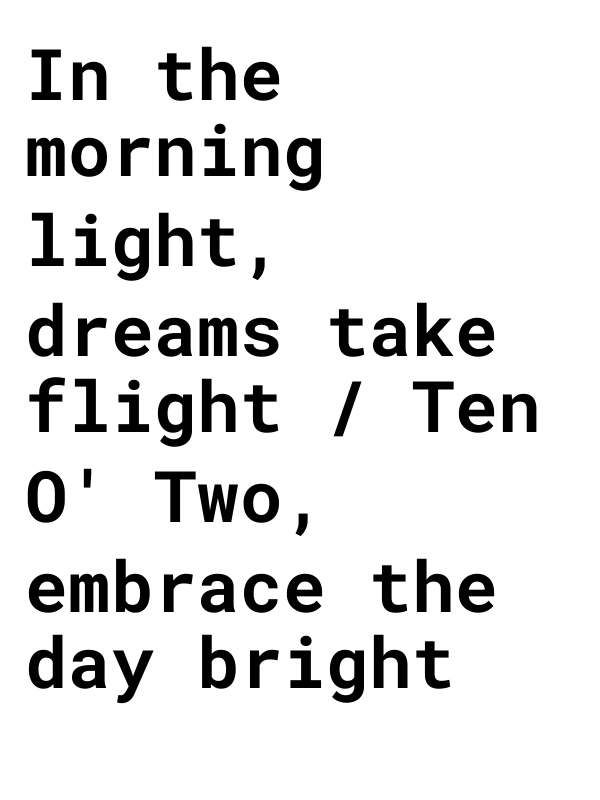 In the
morning
light,
dreams take
flight / Ten
O' Two,
embrace the
day bright